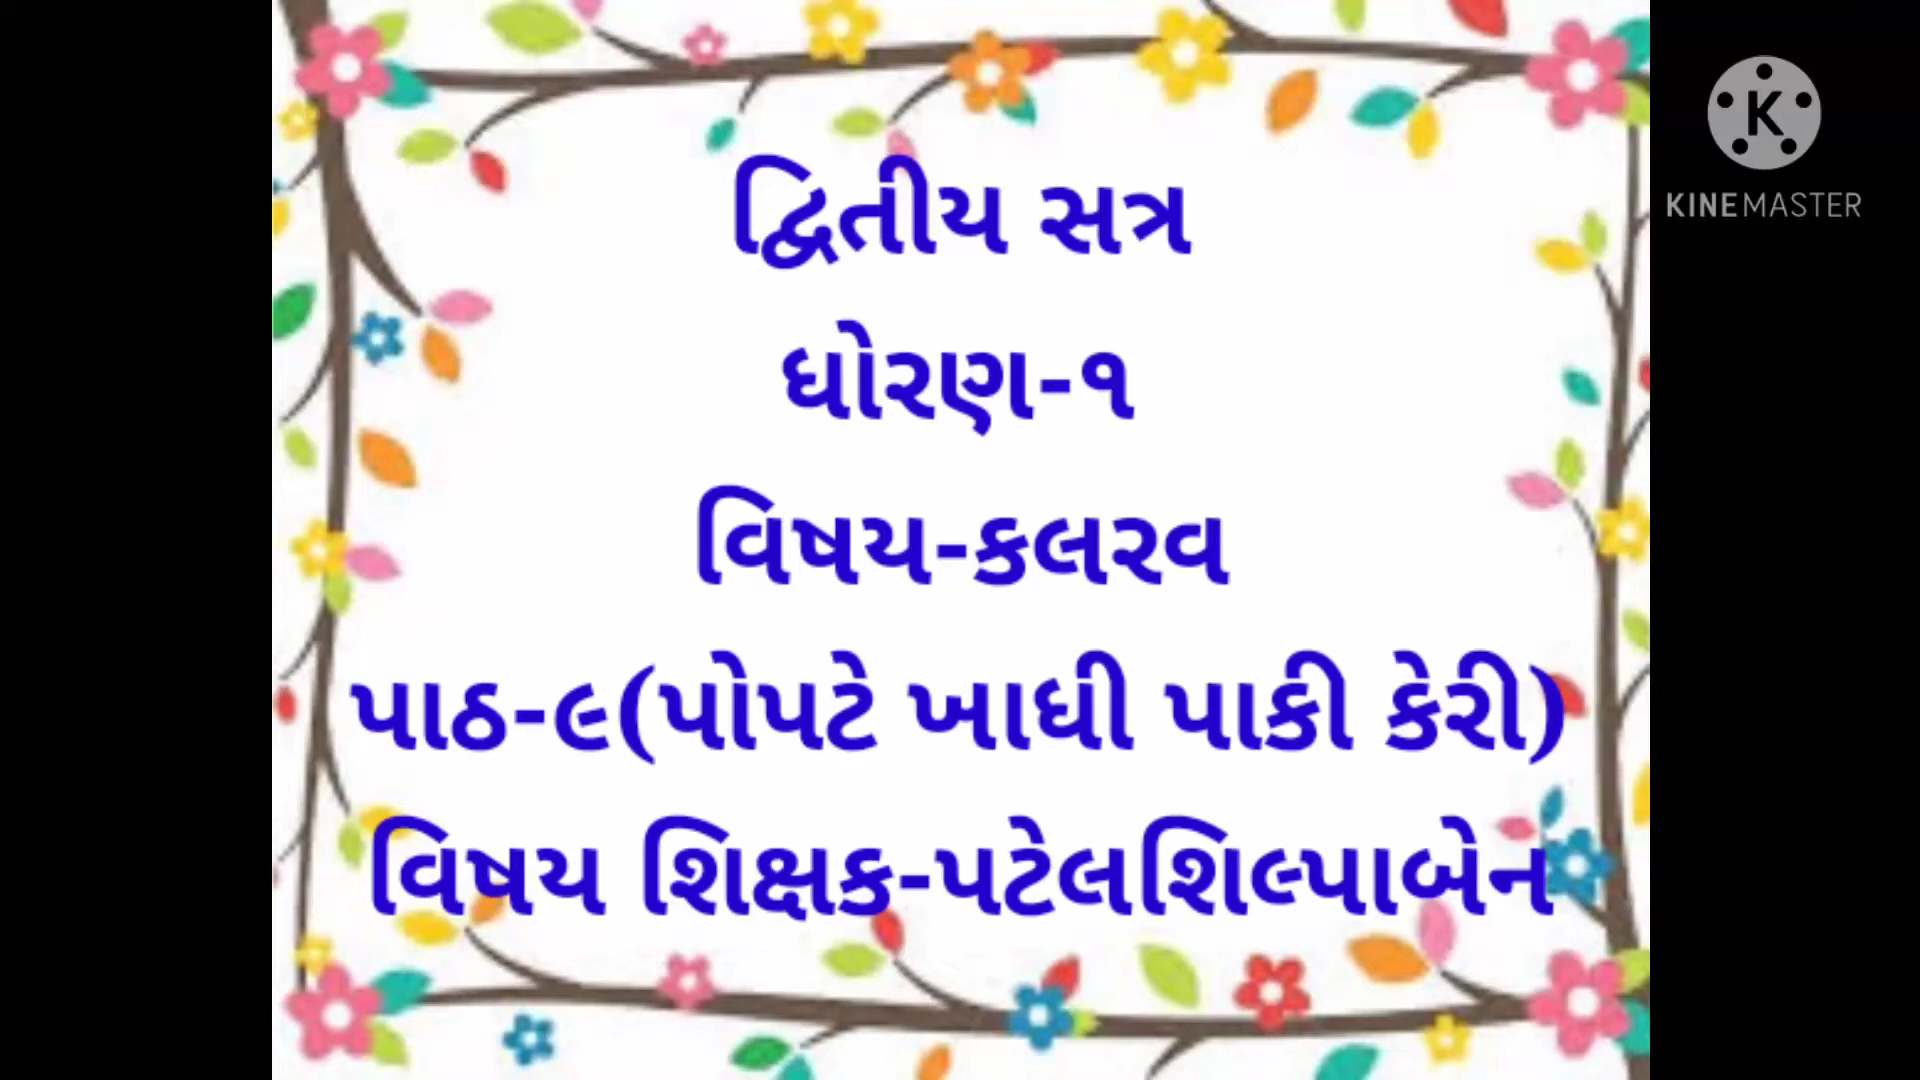 દ્વિતીય સત્ર
ધોરણ-૧
વિષય-કલરવ
પાઠ-૯(પોપટે ખાધી પાકી કેરી)
વિષય શિક્ષક-પટેલશિલ્પાબેન
K
KINEMASTER